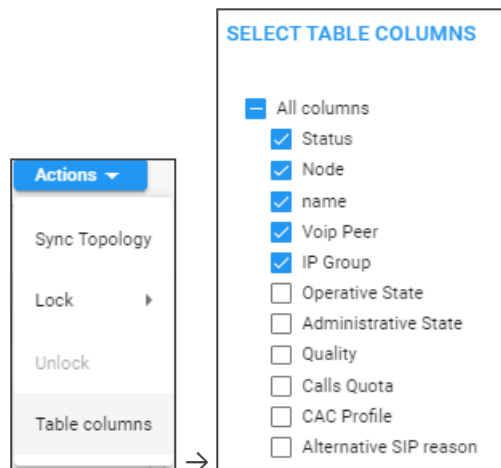 Actions
Sync Topology
Lock
Unlock
Table columns
→
SELECT TABLE COLUMNS
All columns
Status
Node
name
Voip Peer
IP Group
Operative State
Administrative State
Quality
Calls Quota
CAC Profile
Alternative SIP reason